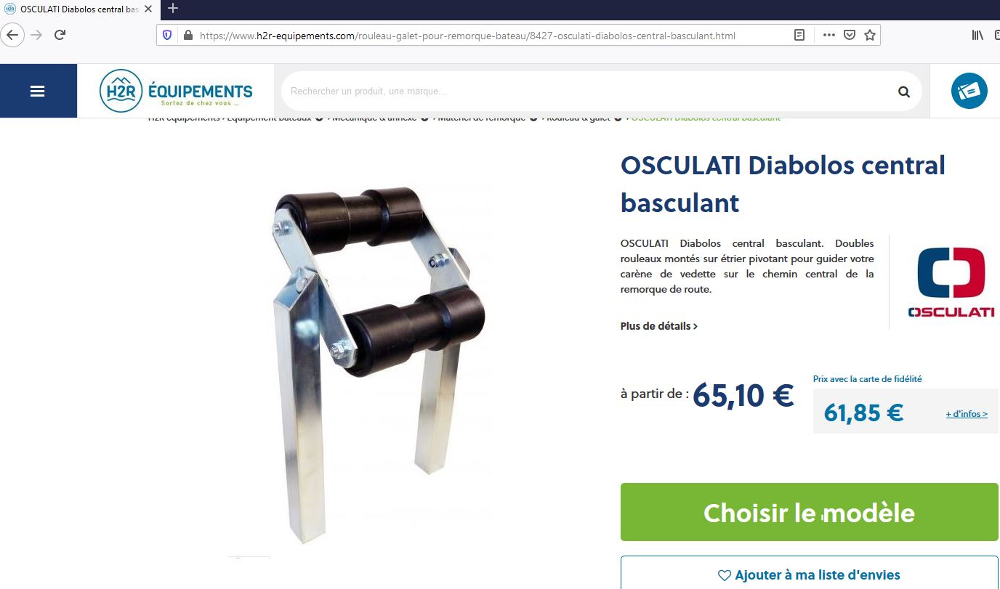 OSCULATI Diabolos central bas
https://www.h2r-equipements.com/rouleau-galet-pour-remorque-bateau/8427-osculati-diabolos-central-basculant.html
H2R ÉQUIPEMENTS
Sortez de chez vous ...
Rechercher un produit, une marque...
H2R équipements › Equipement bateaux › Mécanique & annexe › Matériel de remorque › Rouleau & galet › OSCULATI Diabolos central basculant
OSCULATI Diabolos central
basculant
OSCULATI Diabolos central basculant. Doubles
rouleaux montés sur étrier pivotant pour guider votre
carène de vedette sur le chemin central de la
remorque de route.
OSCULATI
Plus de détails >
à partir de : 65,10 €
Prix avec la carte de fidélité
61,85 €
+ d'infos >
Choisir le modèle
Ajouter à ma liste d'envies